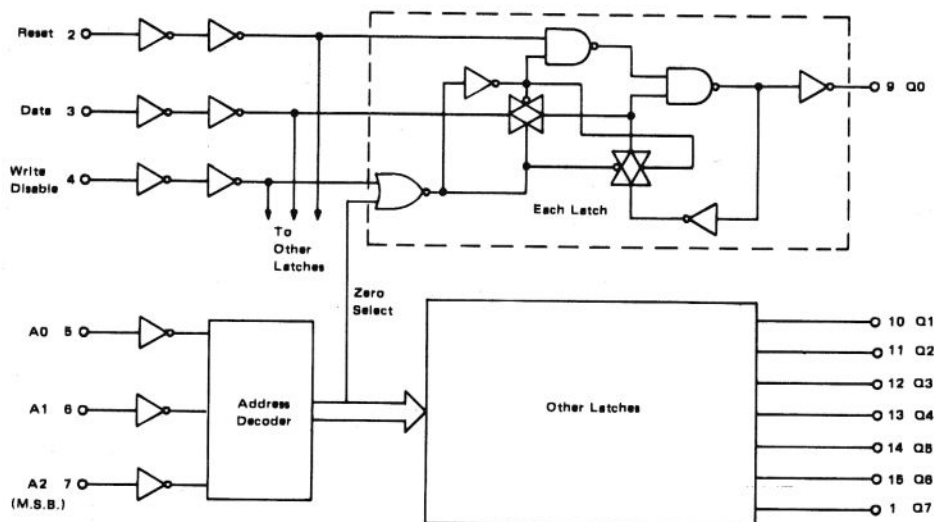 Reset 2
Data 3
Write
Disable 4
To
Other
Latches
Each Latch
9 Q0
Zero
Select
A0 5
A1 6
A2 7
(M.S.B.)
Address
Decoder
Other Latches
10 Q1
11 Q2
12 Q3
13 Q4
14 Q5
15 Q6
1 Q7